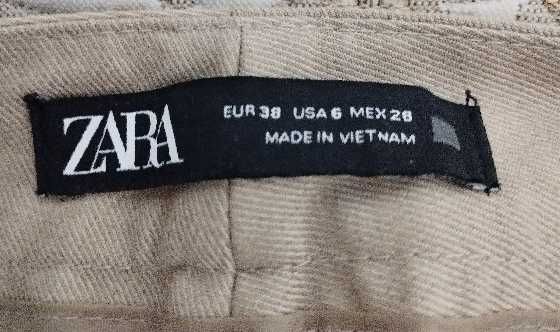 ZARA
EUR 38 USA 6 MEX 28
MADE IN VIETNAM